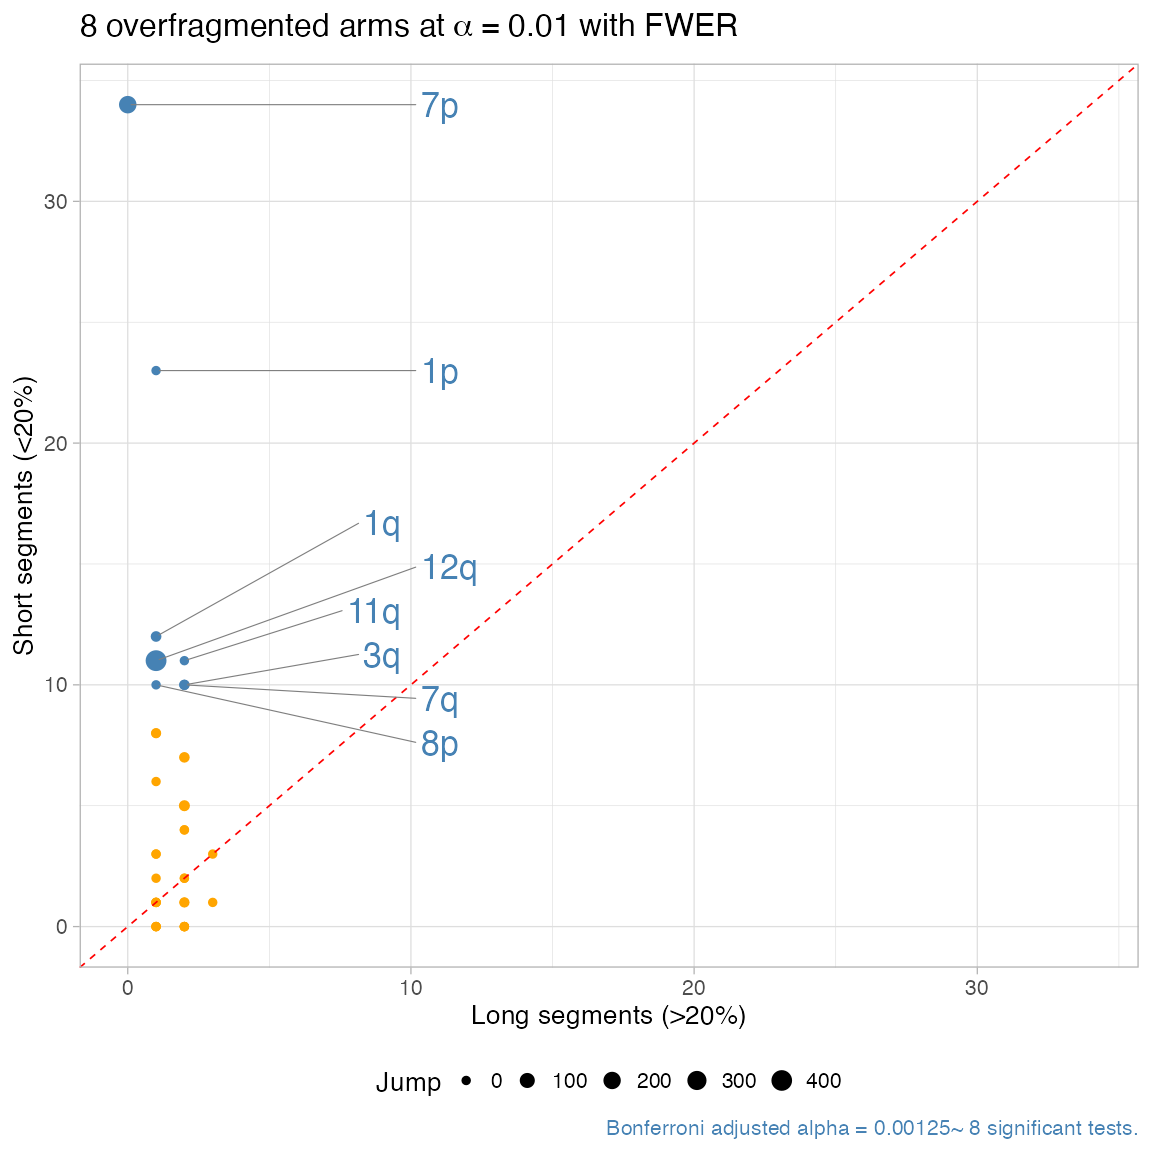 8 overfragmented arms at α = 0.01 with FWER
7p
30
1p
20
1q
12q
11q
3q
10
7q
8p
0
Short segments (<20%)
0 10 20 30
Long segments (>20%)
Jump 0 100 200 300 400
Bonferroni adjusted alpha = 0.00125~ 8 significant tests.